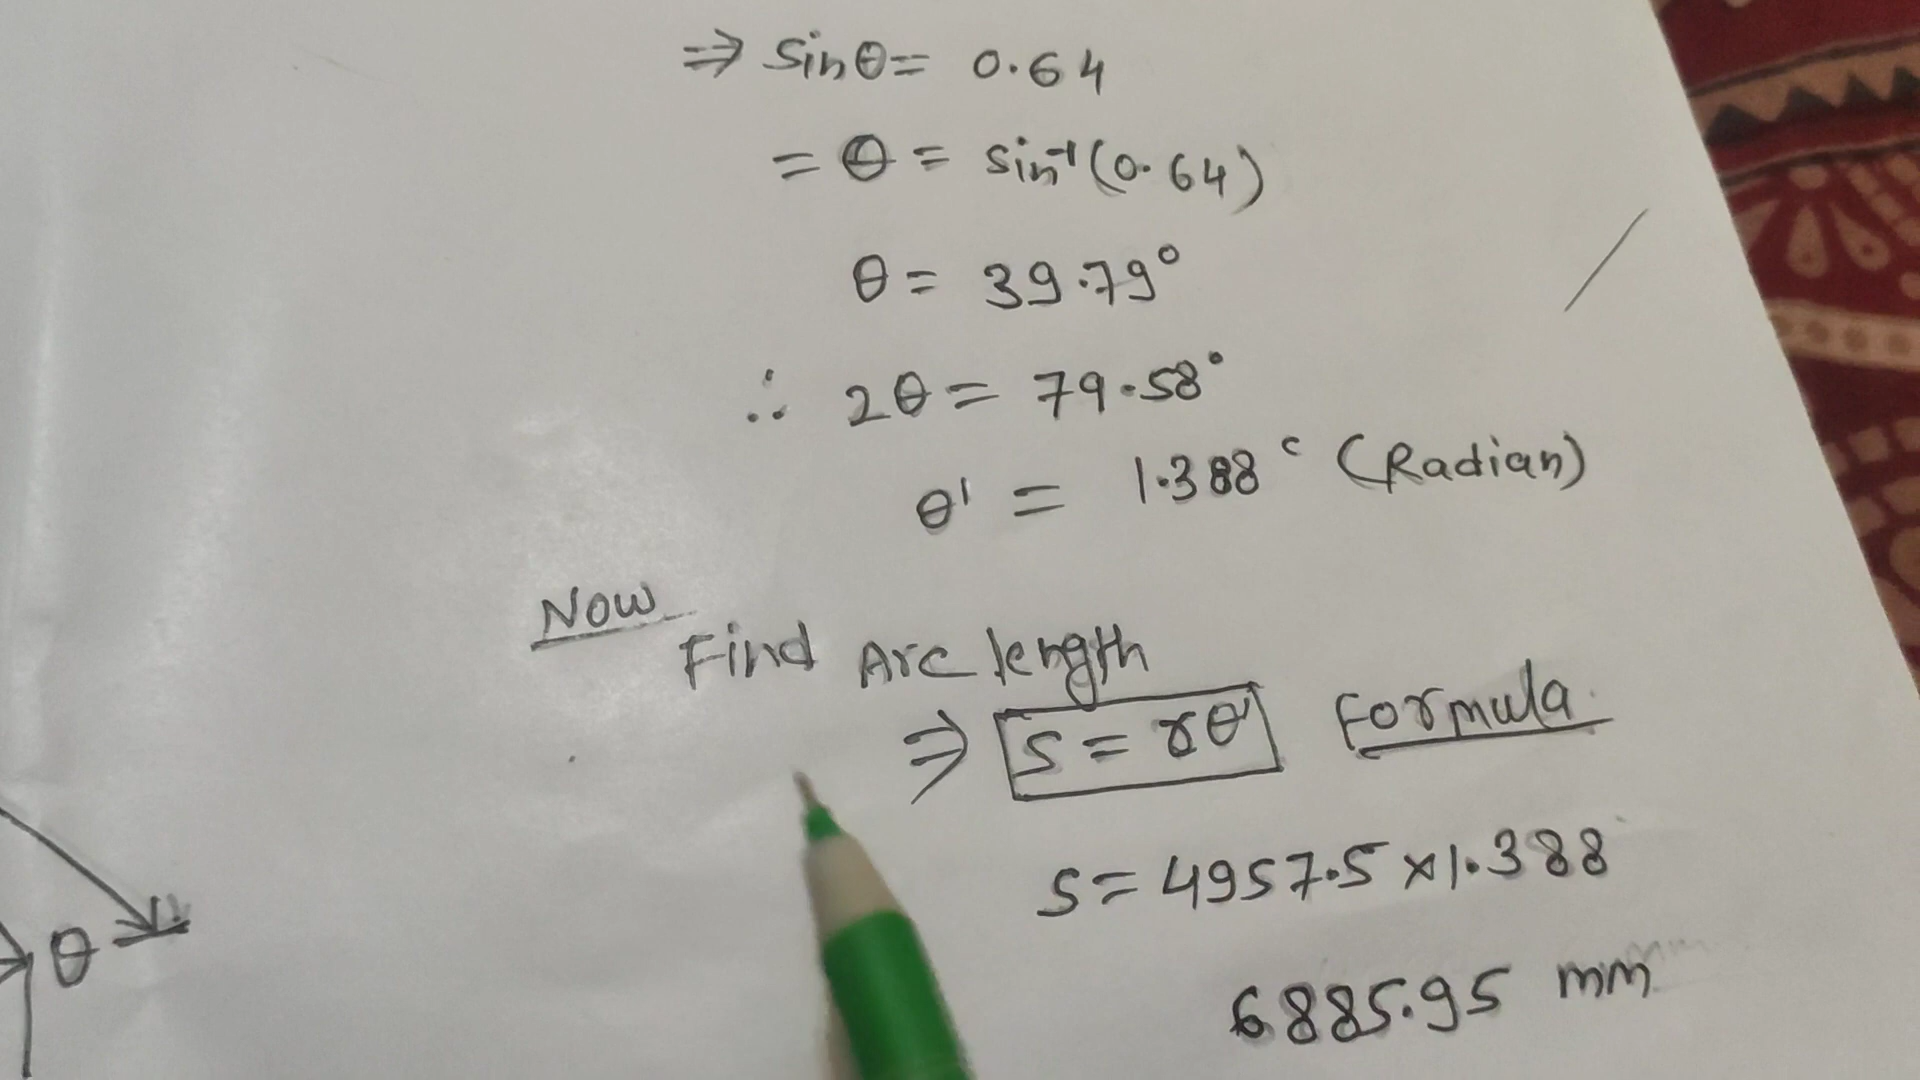 ⇒ Sinθ = 0.64
= θ = sin⁻¹(0.64)
θ = 39.79°
∴ 2θ = 79.58°
θ' = 1.388ᶜ (Radian)
Now
Find Arc length
⇒ S = rθ' Formula
S = 4957.5 × 1.388
6885.95 mm
θ